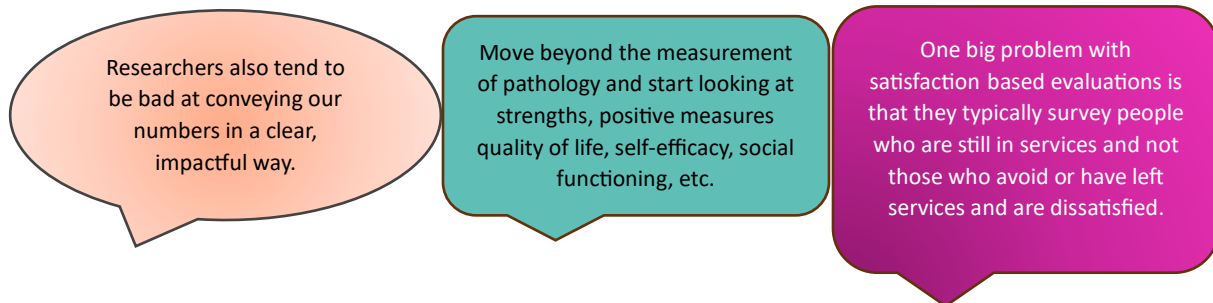 Researchers also tend to
be bad at conveying our
numbers in a clear,
impactful way.
Move beyond the measurement
of pathology and start looking at
strengths, positive measures
quality of life, self-efficacy, social
functioning, etc.
One big problem with
satisfaction based evaluations is
that they typically survey people
who are still in services and not
those who avoid or have left
services and are dissatisfied.